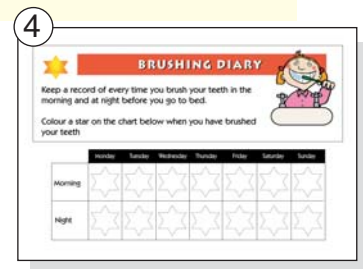 4
BRUSHING DIARY
Keep a record of every time you brush your teeth in the
morning and at night before you go to bed.
Colour a star on the chart below when you have brushed
your teeth
Monday Tuesday Wednesday Thursday Friday Saturday Sunday
Morning
Night